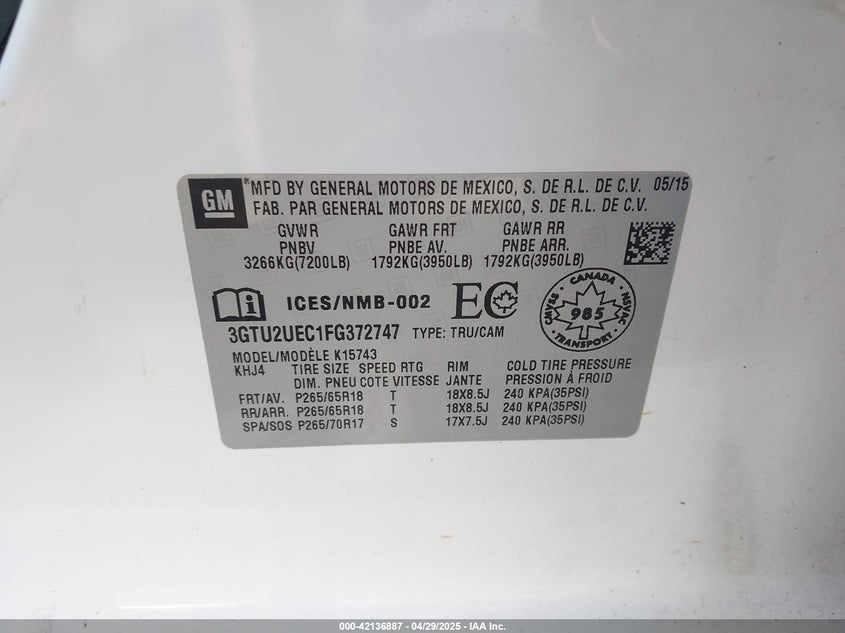 GM
*MFD BY GENERAL MOTORS DE MEXICO, S. DE R.L. DE C.V. 05/15
FAB. PAR GENERAL MOTORS DE MEXICO, S. DE R.L. DE C.V.
GVWR GAWR FRT GAWR RR
PNBV PNBE AV. PNBE ARR.
3266KG(7200LB) 1792KG(3950LB) 1792KG(3950LB)
i ICES/NMB-002 EC
CANADA
CMVSS 985 NSVAC
TRANSPORT
3GTU2UEC1FG372747 TYPE: TRU/CAM
MODEL/MODÈLE K15743
KHJ4 TIRE SIZE SPEED RTG RIM COLD TIRE PRESSURE
DIM. PNEU COTE VITESSE JANTE PRESSION À FROID
FRT/AV. P265/65R18 T 18X8.5J 240 KPA(35PSI)
RR/ARR. P265/65R18 T 18X8.5J 240 KPA(35PSI)
SPA/SOS P265/70R17 S 17X7.5J 240 KPA(35PSI)
000-42136887 - 04/29/2025 - IAA Inc.